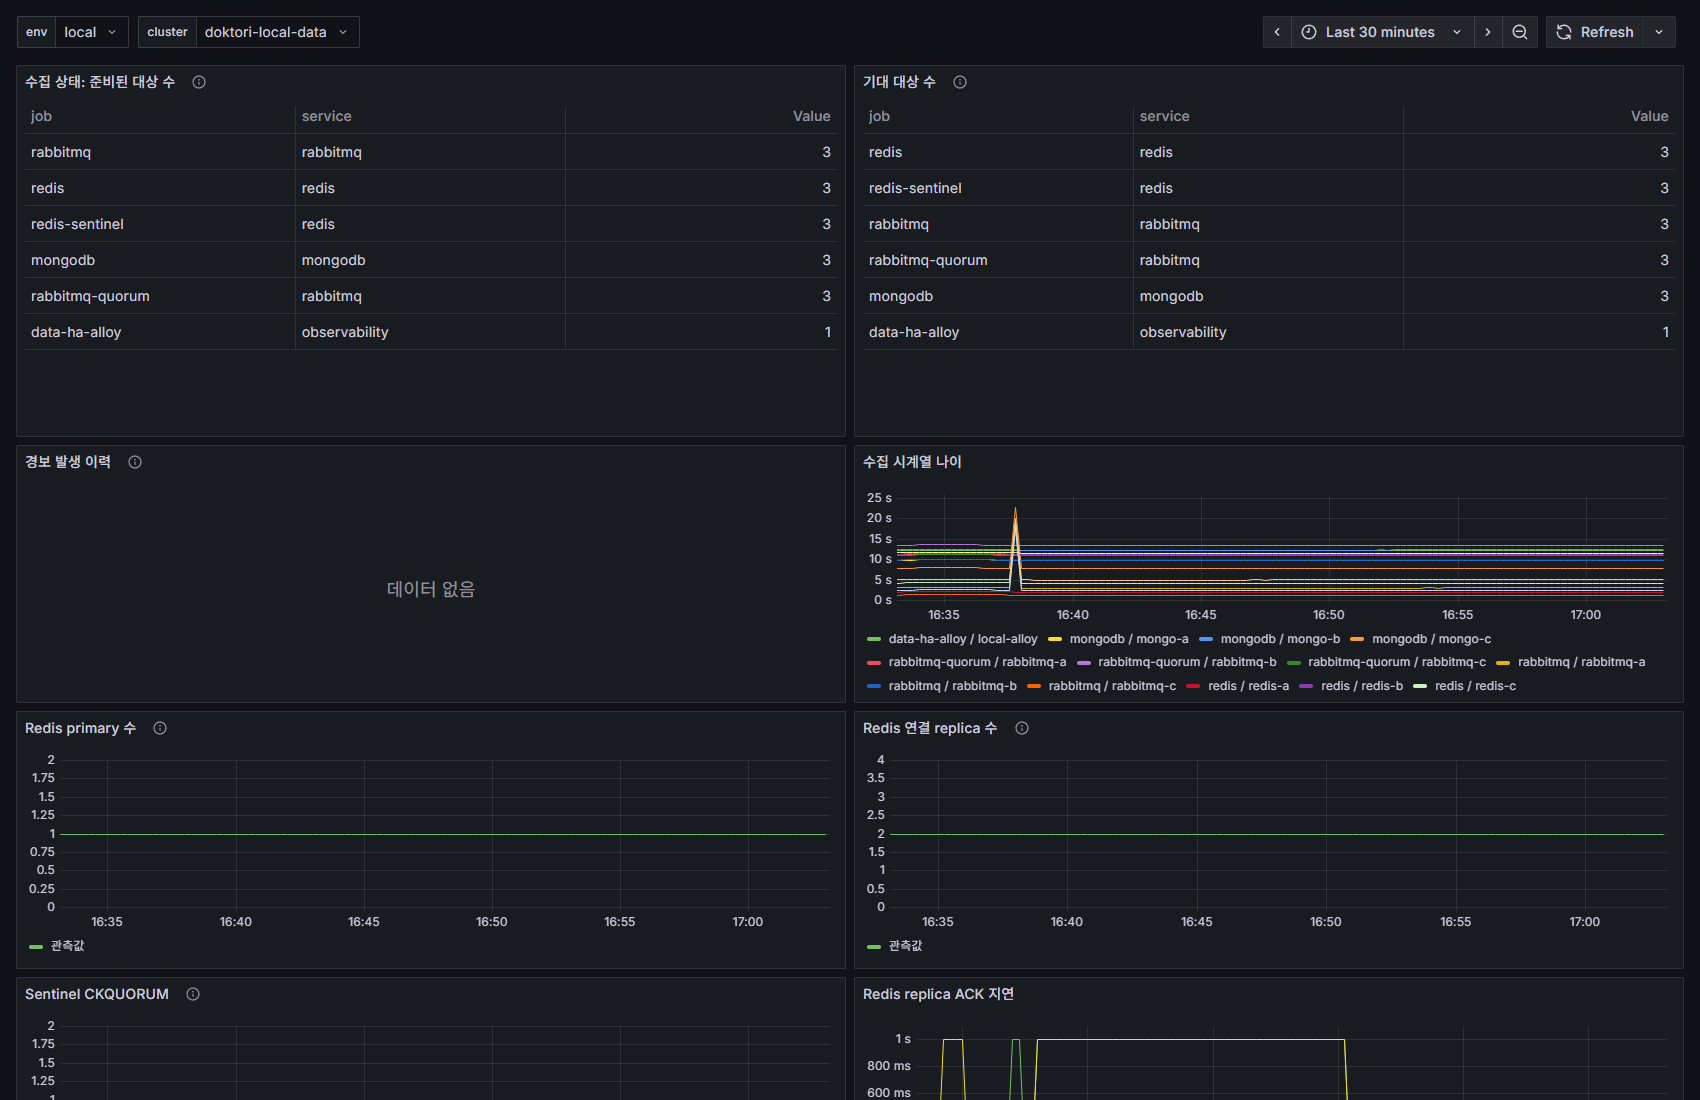 env local cluster doktori-local-data Last 30 minutes Refresh
수집 상태: 준비된 대상 수
job service Value
rabbitmq rabbitmq 3
redis redis 3
redis-sentinel redis 3
mongodb mongodb 3
rabbitmq-quorum rabbitmq 3
data-ha-alloy observability 1
기대 대상 수
job service Value
redis redis 3
redis-sentinel redis 3
rabbitmq rabbitmq 3
rabbitmq-quorum rabbitmq 3
mongodb mongodb 3
data-ha-alloy observability 1
경보 발생 이력
데이터 없음
수집 시계열 나이
25 s
20 s
15 s
10 s
5 s
0 s
16:35 16:40 16:45 16:50 16:55 17:00
data-ha-alloy / local-alloy mongodb / mongo-a mongodb / mongo-b mongodb / mongo-c
rabbitmq-quorum / rabbitmq-a rabbitmq-quorum / rabbitmq-b rabbitmq-quorum / rabbitmq-c rabbitmq / rabbitmq-a
rabbitmq / rabbitmq-b rabbitmq / rabbitmq-c redis / redis-a redis / redis-b redis / redis-c
Redis primary 수
2
1.75
1.5
1.25
1
0.75
0.5
0.25
0
16:35 16:40 16:45 16:50 16:55 17:00
관측값
Redis 연결 replica 수
4
3.5
3
2.5
2
1.5
1
0.5
0
16:35 16:40 16:45 16:50 16:55 17:00
관측값
Sentinel CKQUORUM
2
1.75
1.5
1.25
1
Redis replica ACK 지연
1 s
800 ms
600 ms